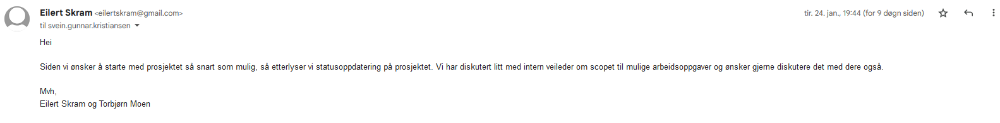 Eilert Skram <eilertskram@gmail.com>
tir. 24. jan., 19:44 (for 9 døgn siden)
til svein.gunnar.kristiansen
Hei
Siden vi ønsker å starte med prosjektet så snart som mulig, så etterlyser vi statusoppdatering på prosjektet. Vi har diskutert litt med intern veileder om scopet til mulige arbeidsoppgaver og ønsker gjerne diskutere det med dere også.
Mvh,
Eilert Skram og Torbjørn Moen